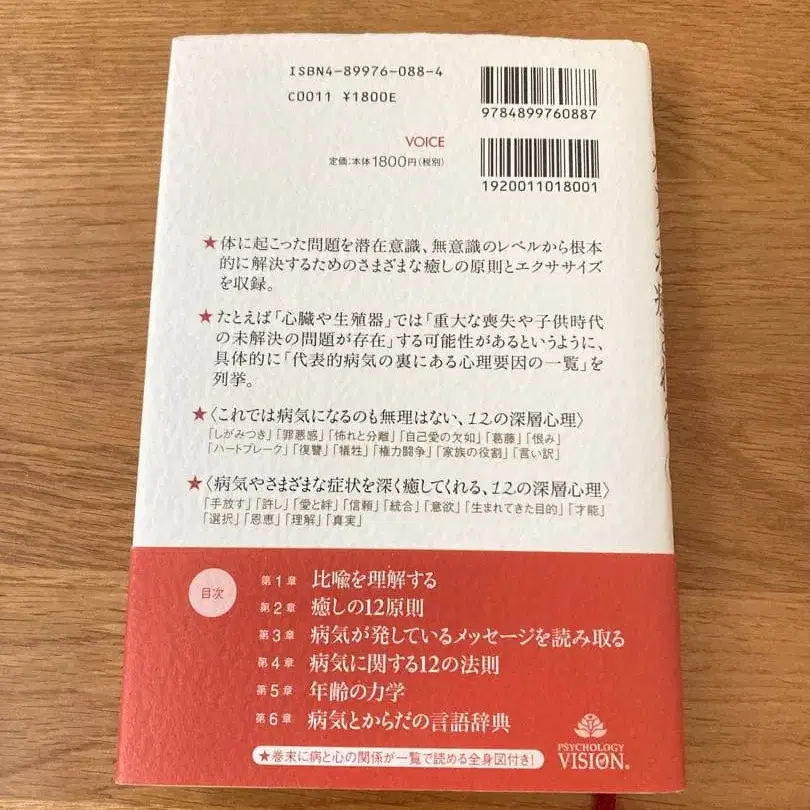 ISBN4-89976-088-4
C0011 ¥1800E
9784899760887
VOICE
定価:本体1800円(税別)
1920011018001
★体に起こった問題を潜在意識、無意識のレベルから根本
的に解決するためのさまざまな癒しの原則とエクササイズ
を収録。
★たとえば「心臓や生殖器」では「重大な喪失や子供時代
の未解決の問題が存在」する可能性があるというように、
具体的に「代表的病気の裏にある心理要因の一覧」を
列挙。
★〈これでは病気になるのも無理はない、12の深層心理〉
「しがみつき」「罪悪感」「怖れと分離」「自己愛の欠如」「葛藤」「恨み」
「ハートブレーク」「復讐」「犠牲」「権力闘争」「家族の役割」「言い訳」
★〈病気やさまざまな症状を深く癒してくれる、12の深層心理〉
「手放す」「許し」「愛と絆」「信頼」「統合」「意欲」「生まれてきた目的」「才能」
「選択」「恩恵」「理解」「真実」
目次
第1章 比喩を理解する
第2章 癒しの12原則
第3章 病気が発しているメッセージを読み取る
第4章 病気に関する12の法則
第5章 年齢の力学
第6章 病気とからだの言語辞典
★巻末に病と心の関係が一覧で読める全身図付き!
PSYCHOLOGY
VISION®